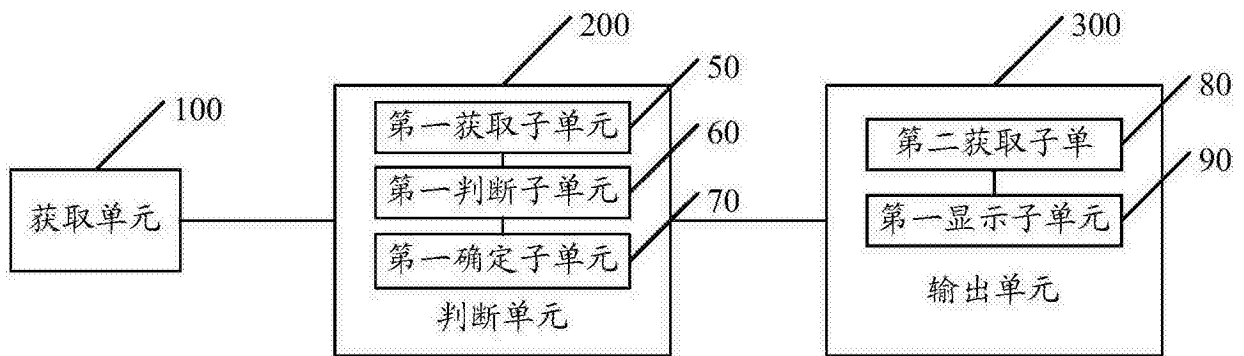 100
获取单元
200
50
第一获取子单元
60
第一判断子单元
70
第一确定子单元
判断单元
300
80
第二获取子单
90
第一显示子单元
输出单元